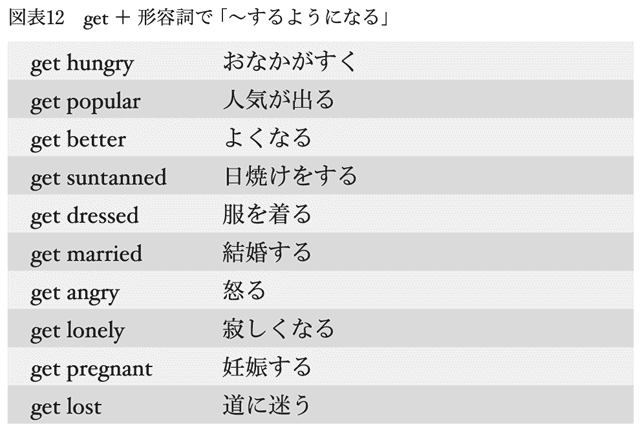 図表12　get + 形容詞で「〜するようになる」
get hungry　おなかがすく
get popular　人気が出る
get better　よくなる
get suntanned　日焼けをする
get dressed　服を着る
get married　結婚する
get angry　怒る
get lonely　寂しくなる
get pregnant　妊娠する
get lost　道に迷う